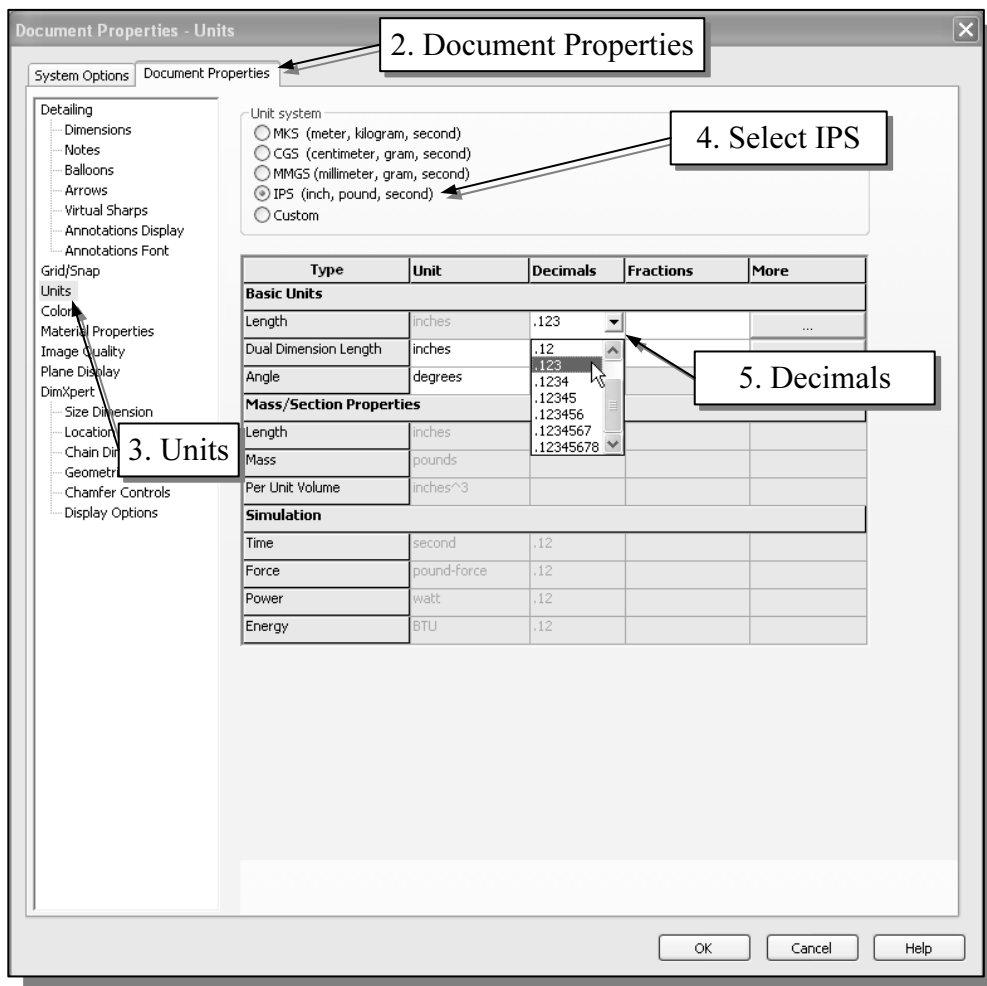 Document Properties - Units
2. Document Properties
System Options
Document Properties
Detailing
Dimensions
Notes
Balloons
Arrows
Virtual Sharps
Annotations Display
Annotations Font
Grid/Snap
Units
Color
Material Properties
Image Quality
Plane Display
DimXpert
Size Dimension
Location
Chain Di
Geometri
Chamfer Controls
Display Options
3. Units
Unit system
MKS (meter, kilogram, second)
CGS (centimeter, gram, second)
MMGS (millimeter, gram, second)
IPS (inch, pound, second)
Custom
4. Select IPS
Type Unit Decimals Fractions More
Basic Units
Length inches .123 ...
Dual Dimension Length inches
Angle degrees
.12
.123
.1234
.12345
.123456
.1234567
.12345678
5. Decimals
Mass/Section Properties
Length inches
Mass pounds
Per Unit Volume inches^3
Simulation
Time second .12
Force pound-force .12
Power watt .12
Energy BTU .12
OK Cancel Help